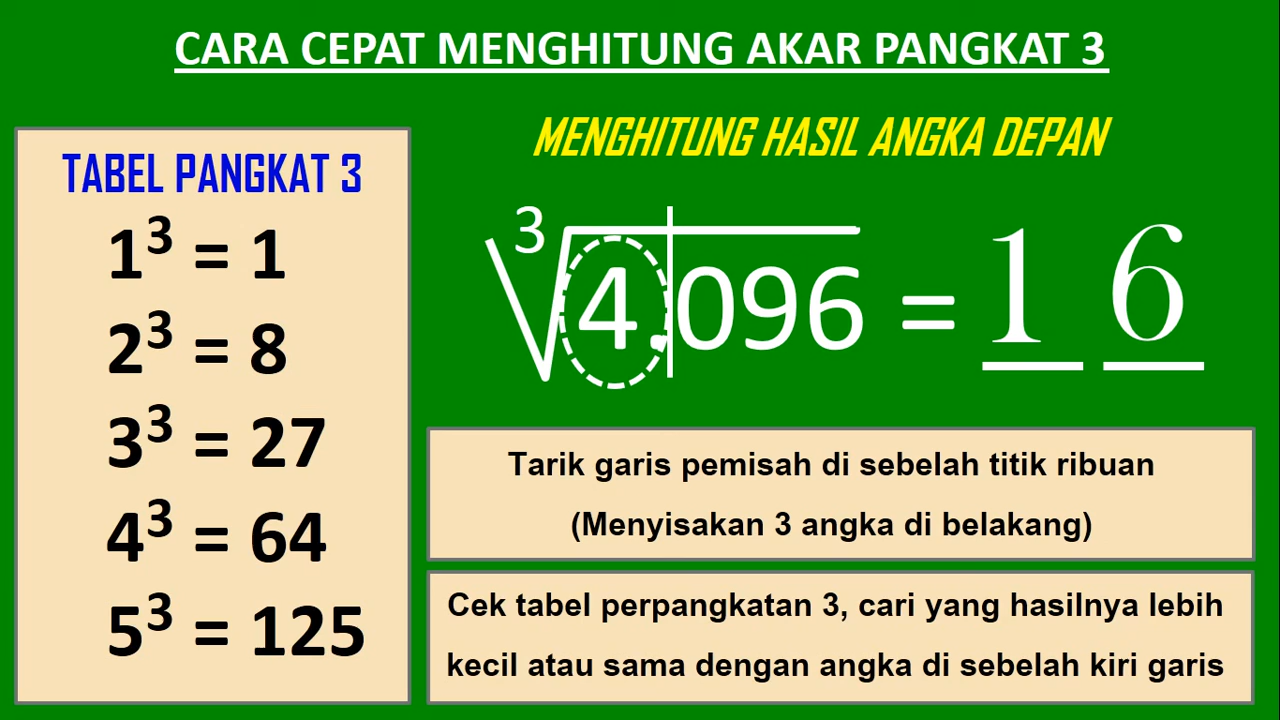 CARA CEPAT MENGHITUNG AKAR PANGKAT 3
MENGHITUNG HASIL ANGKA DEPAN
TABEL PANGKAT 3
1³ = 1
2³ = 8
3³ = 27
4³ = 64
5³ = 125
³√4.096 = 1 6
Tarik garis pemisah di sebelah titik ribuan
(Menyisakan 3 angka di belakang)
Cek tabel perpangkatan 3, cari yang hasilnya lebih
kecil atau sama dengan angka di sebelah kiri garis